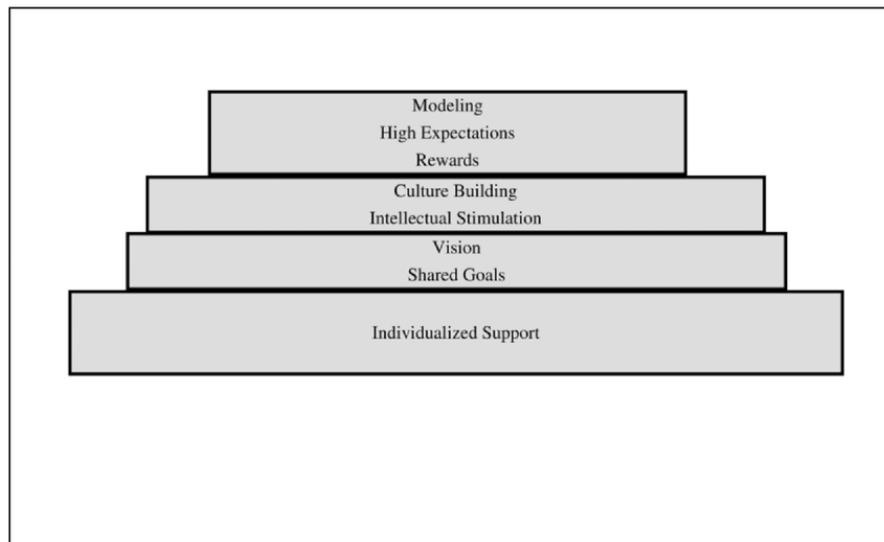 Modeling
High Expectations
Rewards
Culture Building
Intellectual Stimulation
Vision
Shared Goals
Individualized Support